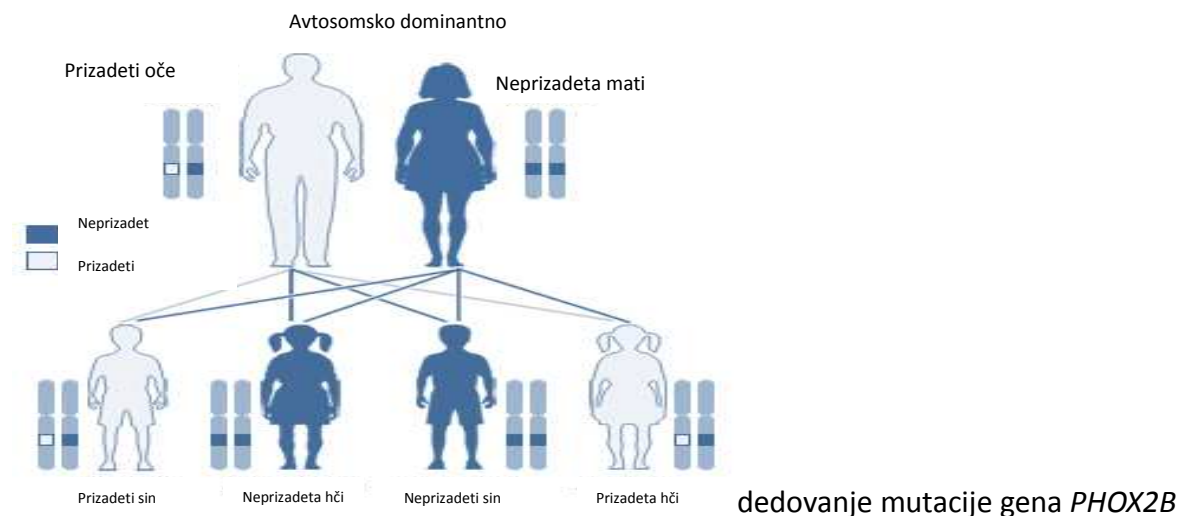 Avtosomsko dominantno
Prizadeti oče
Neprizadeta mati
Neprizadet
Prizadeti
Prizadeti sin
Neprizadeta hči
Neprizadeti sin
Prizadeta hči
dedovanje mutacije gena PHOX2B